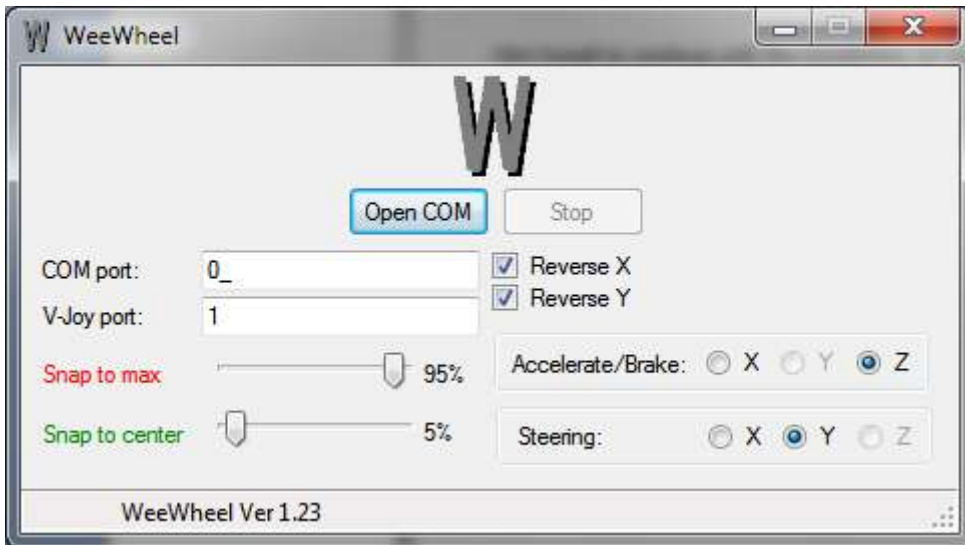 WeeWheel
W
Open COM
Stop
COM port:
0_
Reverse X
Reverse Y
V-Joy port:
1
Snap to max
95%
Accelerate/Brake:
X
Y
Z
Snap to center
5%
Steering:
X
Y
Z
WeeWheel Ver 1.23